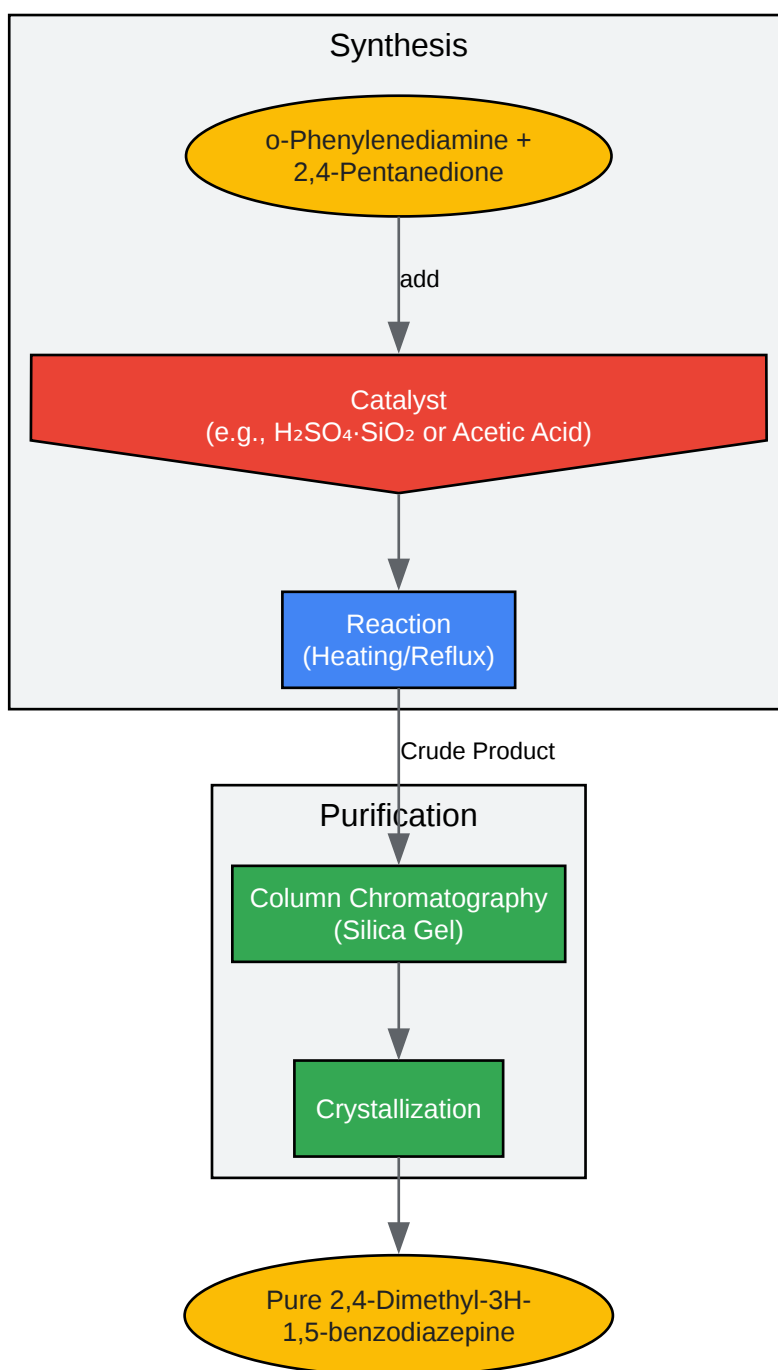 Synthesis
o-Phenylenediamine +
2,4-Pentanedione
add
Catalyst
(e.g., H₂SO₄·SiO₂ or Acetic Acid)
Reaction
(Heating/Reflux)
Crude Product
Purification
Column Chromatography
(Silica Gel)
Crystallization
Pure 2,4-Dimethyl-3H-
1,5-benzodiazepine